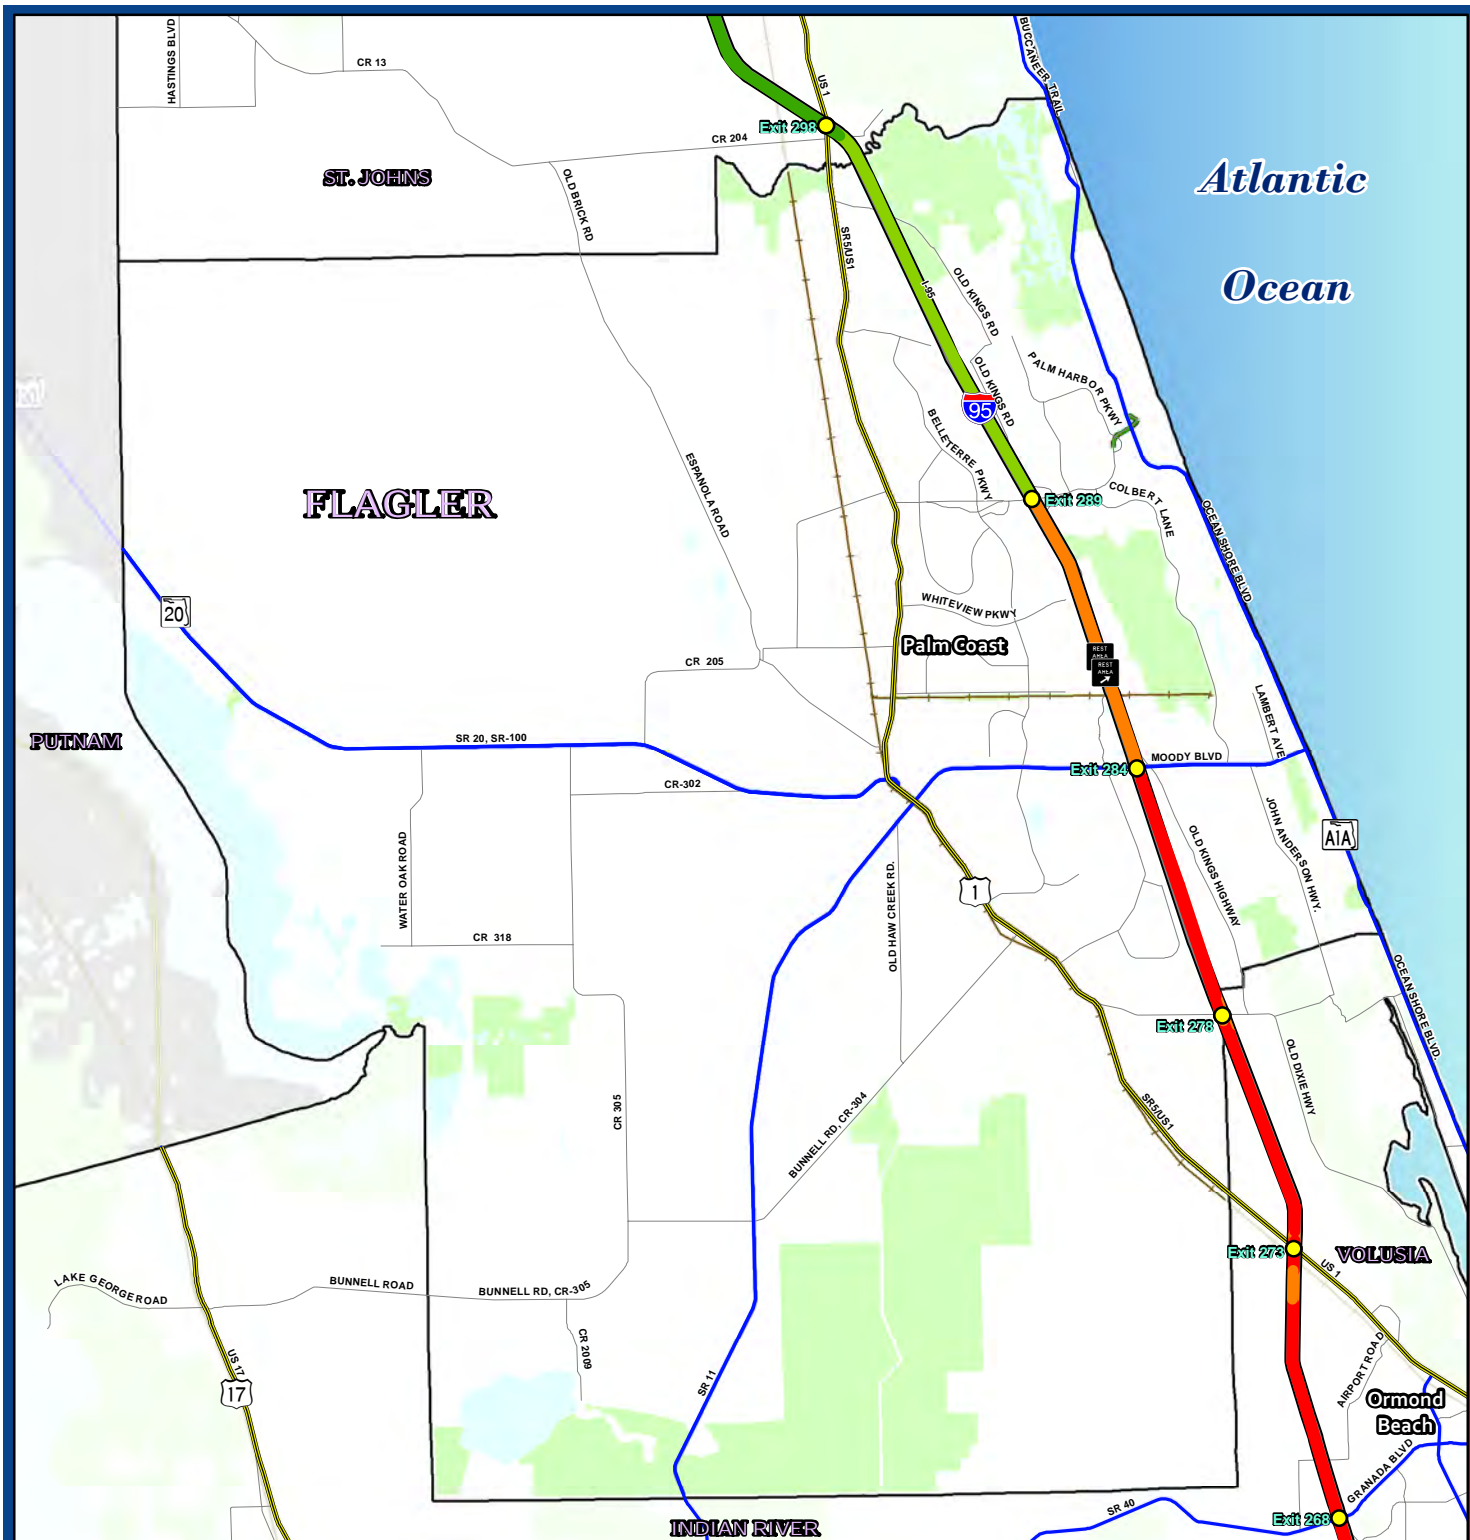 HASTINGS BLVD
CR 13
US 1
BUCCANEER TRAIL
Exit 298
CR 204
ST. JOHNS
Atlantic
Ocean
OLD BRICK RD
SR5/US1
I-95
OLD KINGS RD
OLD KINGS RD
PALM HARBOR PKWY
95
BELLETERRE PKWY
ESPANOLA ROAD
FLAGLER
Exit 289
COLBERT LANE
OCEAN SHORE BLVD
20
WHITEVIEW PKWY
Palm Coast
REST
AREA
REST
AREA
CR 205
LAMBERT AVE
PUTNAM
SR 20, SR-100
MOODY BLVD
Exit 284
CR-302
WATER OAK ROAD
OLD HAW CREEK RD.
1
OLD KINGS HIGHWAY
JOHN ANDERSON HWY.
A1A
CR 318
OCEAN SHORE BLVD.
Exit 278
OLD DIXIE HWY
CR 305
BUNNELL RD, CR-304
SR5/US1
Exit 273
VOLUSIA
US 1
LAKE GEORGE ROAD
BUNNELL ROAD
BUNNELL RD, CR-305
CR 2009
US 17
17
SR 11
AIRPORT ROAD
Ormond
Beach
GRANADA BLVD
SR 40
Exit 268
INDIAN RIVER